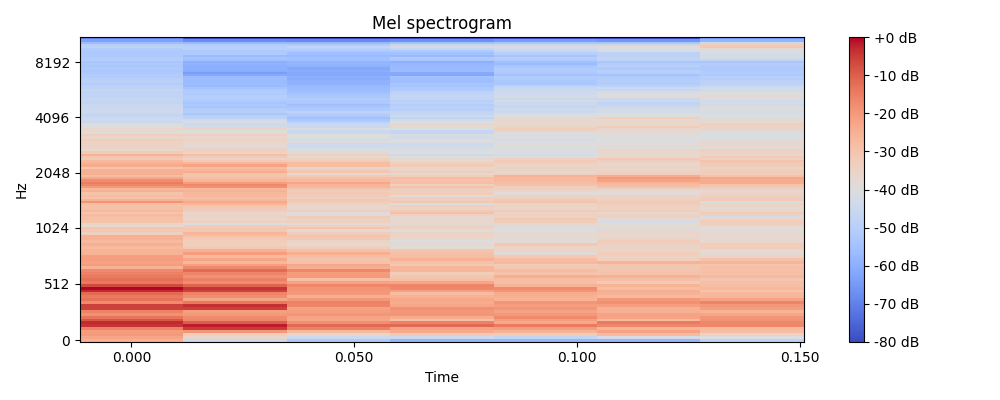 Mel spectrogram
Hz
8192
4096
2048
1024
512
0
0.000
0.050
0.100
0.150
Time
+0 dB
-10 dB
-20 dB
-30 dB
-40 dB
-50 dB
-60 dB
-70 dB
-80 dB